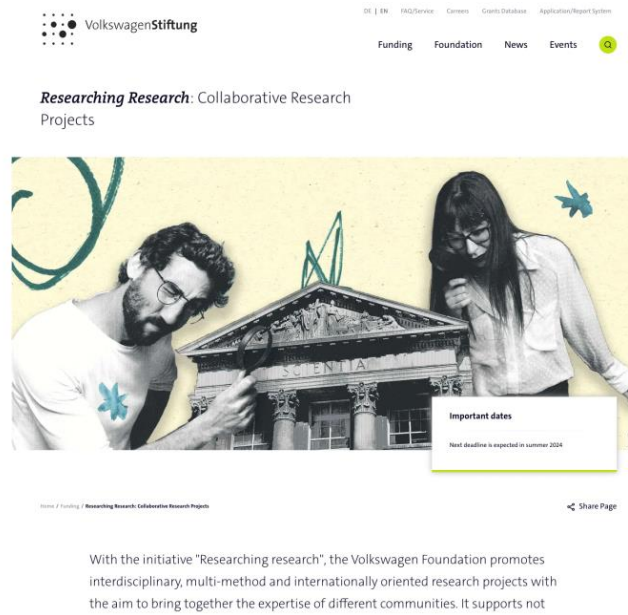 VolkswagenStiftung
DE | EN FAQ/Service Careers Grants Database Application/Report System
Funding Foundation News Events
Researching Research: Collaborative Research
Projects
SCIENTIA
Important dates
Next deadline is expected in summer 2024
Home / Funding / Researching Research: Collaborative Research Projects
Share Page
With the initiative "Researching research", the Volkswagen Foundation promotes
interdisciplinary, multi-method and internationally oriented research projects with
the aim to bring together the expertise of different communities. It supports not